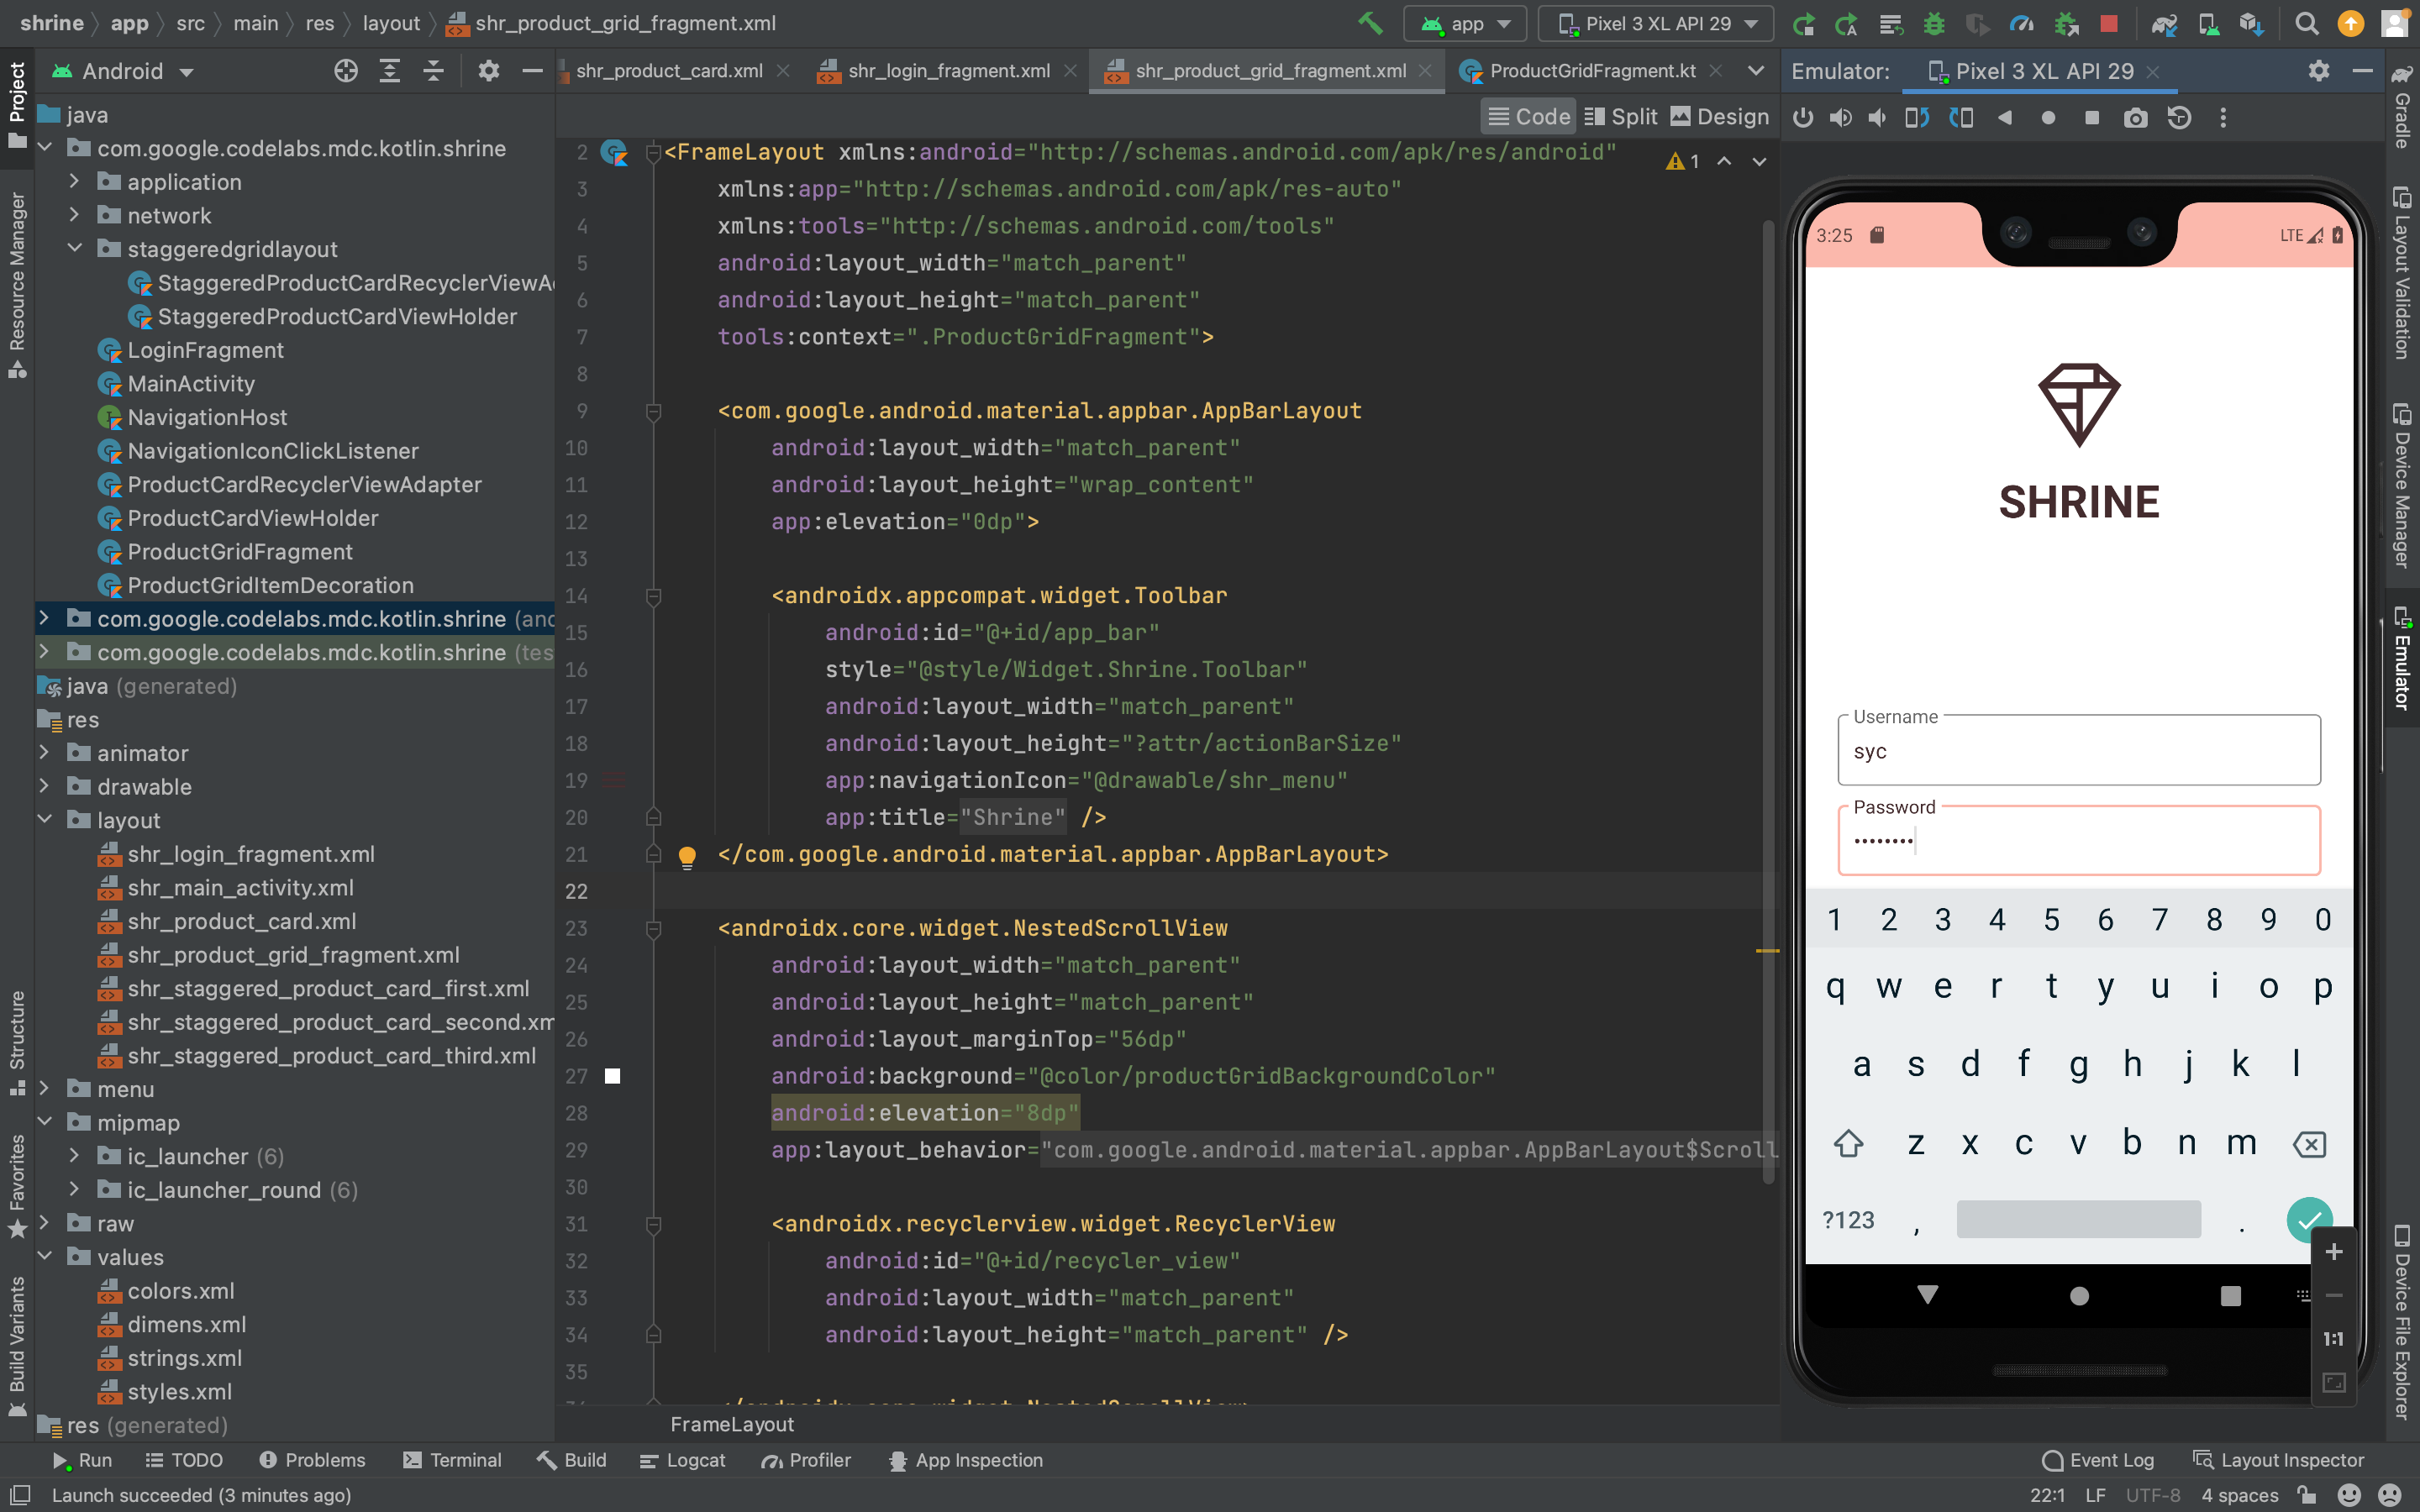 shrine app src main res layout shr_product_grid_fragment.xml
app
Pixel 3 XL API 29
Android
shr_product_card.xml
shr_login_fragment.xml
shr_product_grid_fragment.xml
ProductGridFragment.kt
Emulator:
Pixel 3 XL API 29
Code Split Design
Project
Resource Manager
Structure
Favorites
Build Variants
java
com.google.codelabs.mdc.kotlin.shrine
application
network
staggeredgridlayout
StaggeredProductCardRecyclerViewA
StaggeredProductCardViewHolder
LoginFragment
MainActivity
NavigationHost
NavigationIconClickListener
ProductCardRecyclerViewAdapter
ProductCardViewHolder
ProductGridFragment
ProductGridItemDecoration
com.google.codelabs.mdc.kotlin.shrine (and
com.google.codelabs.mdc.kotlin.shrine (tes
java (generated)
res
animator
drawable
layout
shr_login_fragment.xml
shr_main_activity.xml
shr_product_card.xml
shr_product_grid_fragment.xml
shr_staggered_product_card_first.xml
shr_staggered_product_card_second.xm
shr_staggered_product_card_third.xml
menu
mipmap
ic_launcher (6)
ic_launcher_round (6)
raw
values
colors.xml
dimens.xml
strings.xml
styles.xml
res (generated)
1
2 <FrameLayout xmlns:android="http://schemas.android.com/apk/res/android"
3 xmlns:app="http://schemas.android.com/apk/res-auto"
4 xmlns:tools="http://schemas.android.com/tools"
5 android:layout_width="match_parent"
6 android:layout_height="match_parent"
7 tools:context=".ProductGridFragment">
8
9 <com.google.android.material.appbar.AppBarLayout
10 android:layout_width="match_parent"
11 android:layout_height="wrap_content"
12 app:elevation="0dp">
13
14 <androidx.appcompat.widget.Toolbar
15 android:id="@+id/app_bar"
16 style="@style/Widget.Shrine.Toolbar"
17 android:layout_width="match_parent"
18 android:layout_height="?attr/actionBarSize"
19 app:navigationIcon="@drawable/shr_menu"
20 app:title="Shrine" />
21 </com.google.android.material.appbar.AppBarLayout>
22
23 <androidx.core.widget.NestedScrollView
24 android:layout_width="match_parent"
25 android:layout_height="match_parent"
26 android:layout_marginTop="56dp"
27 android:background="@color/productGridBackgroundColor"
28 android:elevation="8dp"
29 app:layout_behavior="com.google.android.material.appbar.AppBarLayout$Scroll
30
31 <androidx.recyclerview.widget.RecyclerView
32 android:id="@+id/recycler_view"
33 android:layout_width="match_parent"
34 android:layout_height="match_parent" />
35
FrameLayout
3:25
LTE
SHRINE
Username
syc
Password
••••••••
1 2 3 4 5 6 7 8 9 0
q w e r t y u i o p
a s d f g h j k l
z x c v b n m
?123 , .
1:1
Gradle
Layout Validation
Device Manager
Emulator
Device File Explorer
Run TODO Problems Terminal Build Logcat Profiler App Inspection
Event Log Layout Inspector
Launch succeeded (3 minutes ago)
22:1 LF UTF-8 4 spaces